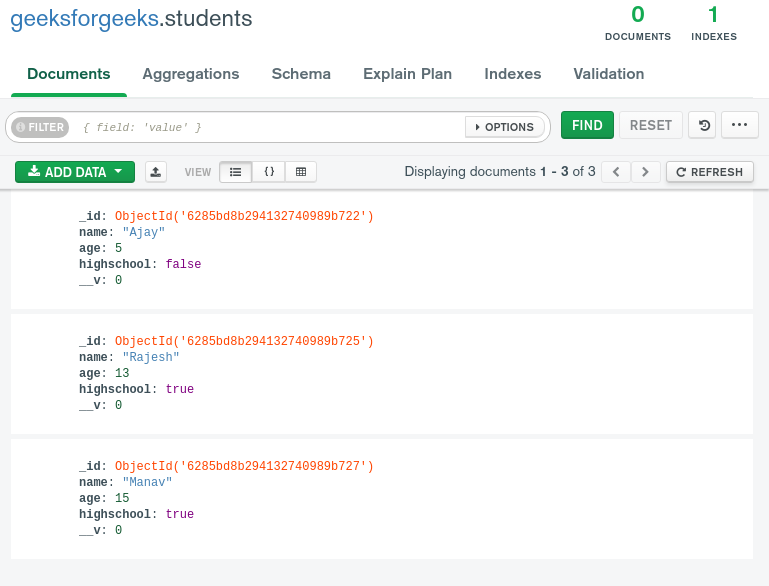 geeksforgeeks.students
0
DOCUMENTS
1
INDEXES
Documents Aggregations Schema Explain Plan Indexes Validation
FILTER { field: 'value' } OPTIONS FIND RESET ...
ADD DATA VIEW { } Displaying documents 1 - 3 of 3 < > REFRESH
_id: ObjectId('6285bd8b294132740989b722')
name: "Ajay"
age: 5
highschool: false
__v: 0
_id: ObjectId('6285bd8b294132740989b725')
name: "Rajesh"
age: 13
highschool: true
__v: 0
_id: ObjectId('6285bd8b294132740989b727')
name: "Manav"
age: 15
highschool: true
__v: 0